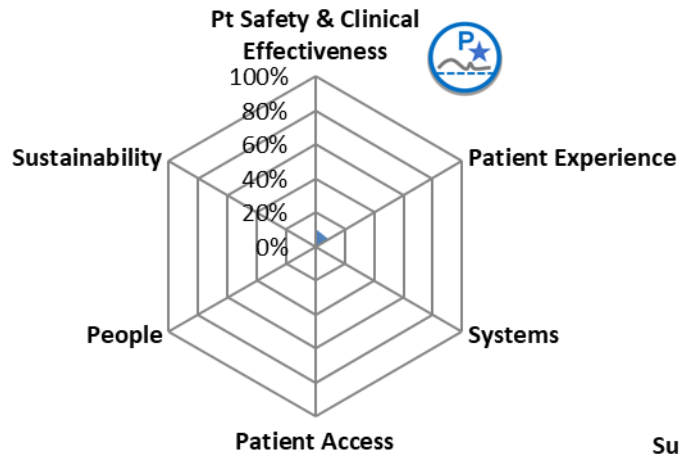 Pt Safety & Clinical
Effectiveness
P
100%
80%
60%
40%
20%
0%
Sustainability
Patient Experience
People
Systems
Patient Access
Su